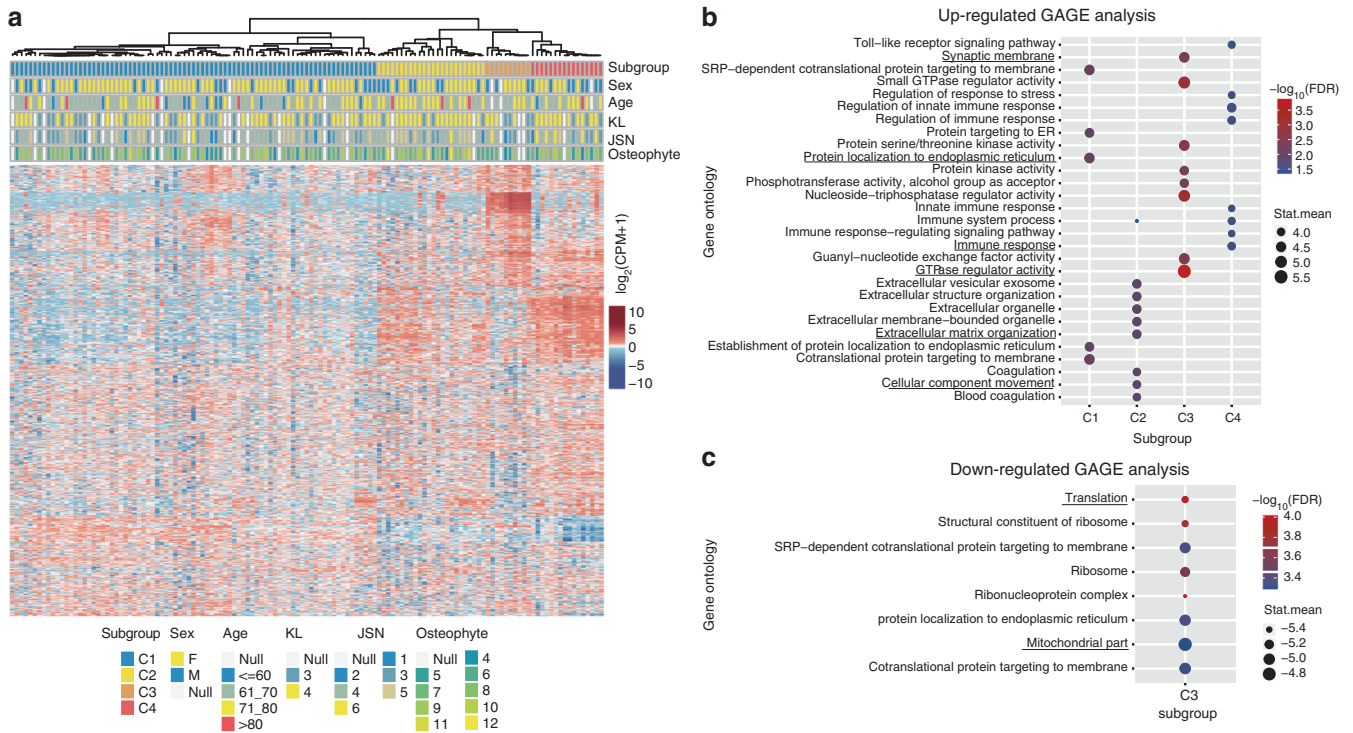 a
Subgroup
Sex
Age
KL
JSN
Osteophyte
log2(CPM+1)
10
5
0
−5
−10
Subgroup Sex Age KL JSN Osteophyte
C1 F Null Null Null 1 Null 4
C2 M <=60 3 2 3 5 6
C3 Null 61_70 4 4 5 7 8
C4 71_80 6 9 10
>80 11 12
b
Up-regulated GAGE analysis
Gene ontology
Toll-like receptor signaling pathway
Synaptic membrane
SRP-dependent cotranslational protein targeting to membrane
Small GTPase regulator activity
Regulation of response to stress
Regulation of innate immune response
Regulation of immune response
Protein targeting to ER
Protein serine/threonine kinase activity
Protein localization to endoplasmic reticulum
Protein kinase activity
Phosphotransferase activity, alcohol group as acceptor
Nucleoside-triphosphatase regulator activity
Innate immune response
Immune system process
Immune response-regulating signaling pathway
Immune response
Guanyl-nucleotide exchange factor activity
GTPase regulator activity
Extracellular vesicular exosome
Extracellular structure organization
Extracellular organelle
Extracellular membrane-bounded organelle
Extracellular matrix organization
Establishment of protein localization to endoplasmic reticulum
Cotranslational protein targeting to membrane
Coagulation
Cellular component movement
Blood coagulation
C1 C2 C3 C4
Subgroup
−log10(FDR)
3.5
3.0
2.5
2.0
1.5
Stat.mean
4.0
4.5
5.0
5.5
c
Down-regulated GAGE analysis
Gene ontology
Translation
Structural constituent of ribosome
SRP-dependent cotranslational protein targeting to membrane
Ribosome
Ribonucleoprotein complex
protein localization to endoplasmic reticulum
Mitochondrial part
Cotranslational protein targeting to membrane
C3
subgroup
−log10(FDR)
4.0
3.8
3.6
3.4
Stat.mean
−5.4
−5.2
−5.0
−4.8